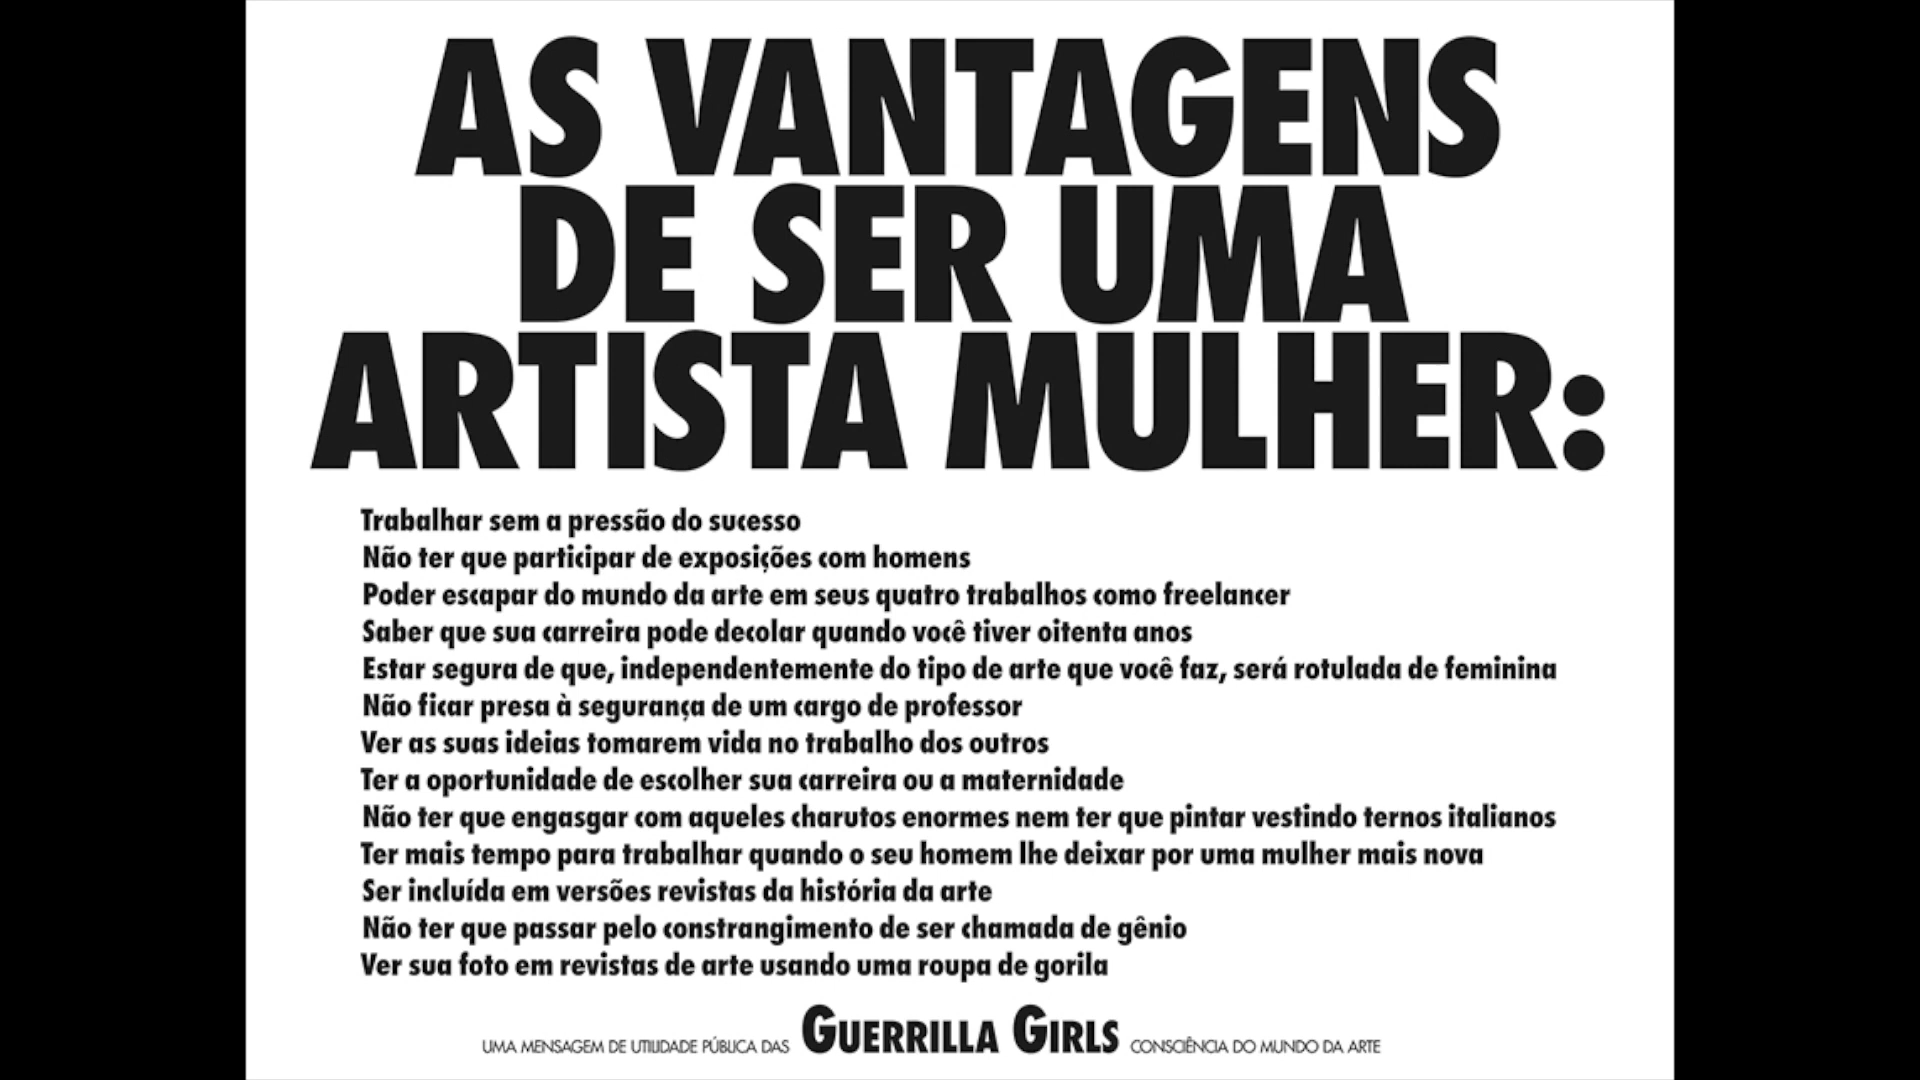 AS VANTAGENS
DE SER UMA
ARTISTA MULHER:
Trabalhar sem a pressão do sucesso
Não ter que participar de exposições com homens
Poder escapar do mundo da arte em seus quatro trabalhos como freelancer
Saber que sua carreira pode decolar quando você tiver oitenta anos
Estar segura de que, independentemente do tipo de arte que você faz, será rotulada de feminina
Não ficar presa à segurança de um cargo de professor
Ver as suas ideias tomarem vida no trabalho dos outros
Ter a oportunidade de escolher sua carreira ou a maternidade
Não ter que engasgar com aqueles charutos enormes nem ter que pintar vestindo ternos italianos
Ter mais tempo para trabalhar quando o seu homem lhe deixar por uma mulher mais nova
Ser incluída em versões revistas da história da arte
Não ter que passar pelo constrangimento de ser chamada de gênio
Ver sua foto em revistas de arte usando uma roupa de gorila
UMA MENSAGEM DE UTILIDADE PÚBLICA DAS GUERRILLA GIRLS CONSCIÊNCIA DO MUNDO DA ARTE